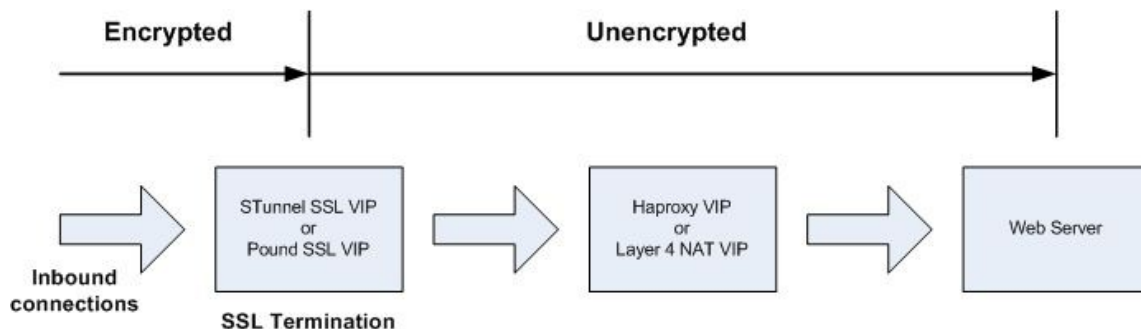 Encrypted
Unencrypted
STunnel SSL VIP
or
Pound SSL VIP
Haproxy VIP
or
Layer 4 NAT VIP
Web Server
Inbound
connections
SSL Termination